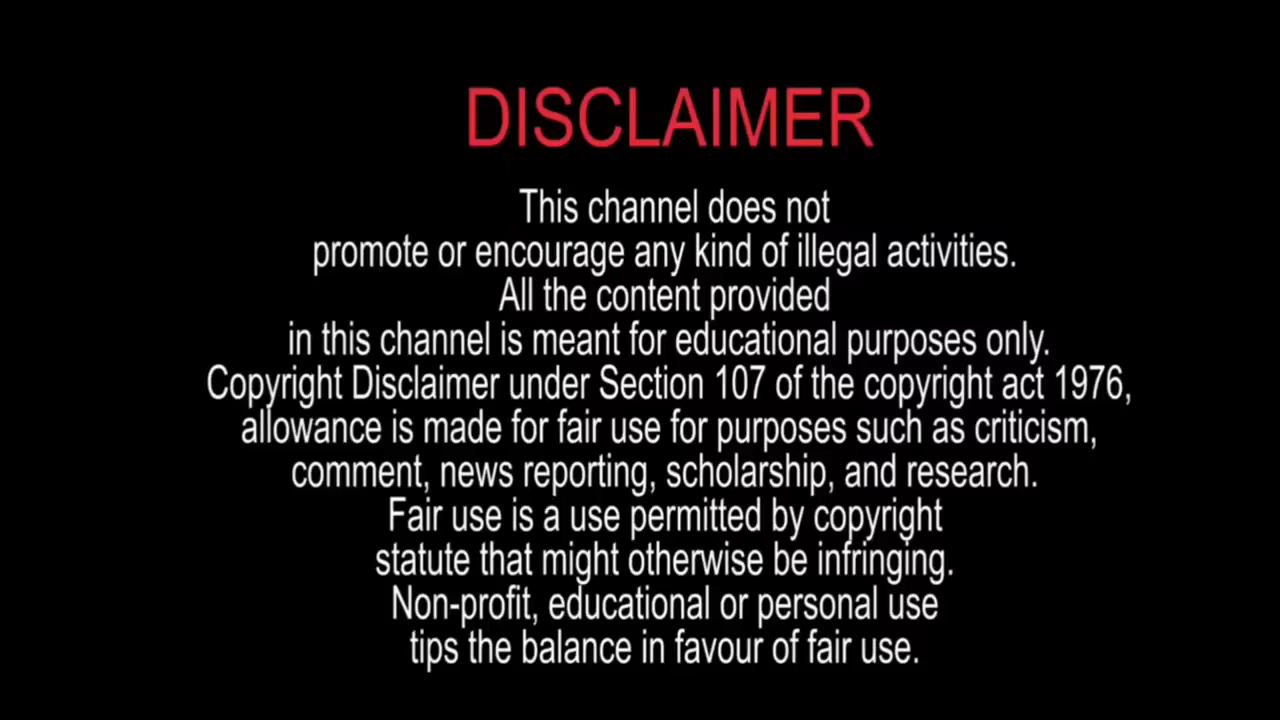 DISCLAIMER
This channel does not
promote or encourage any kind of illegal activities.
All the content provided
in this channel is meant for educational purposes only.
Copyright Disclaimer under Section 107 of the copyright act 1976,
allowance is made for fair use for purposes such as criticism,
comment, news reporting, scholarship, and research.
Fair use is a use permitted by copyright
statute that might otherwise be infringing.
Non-profit, educational or personal use
tips the balance in favour of fair use.